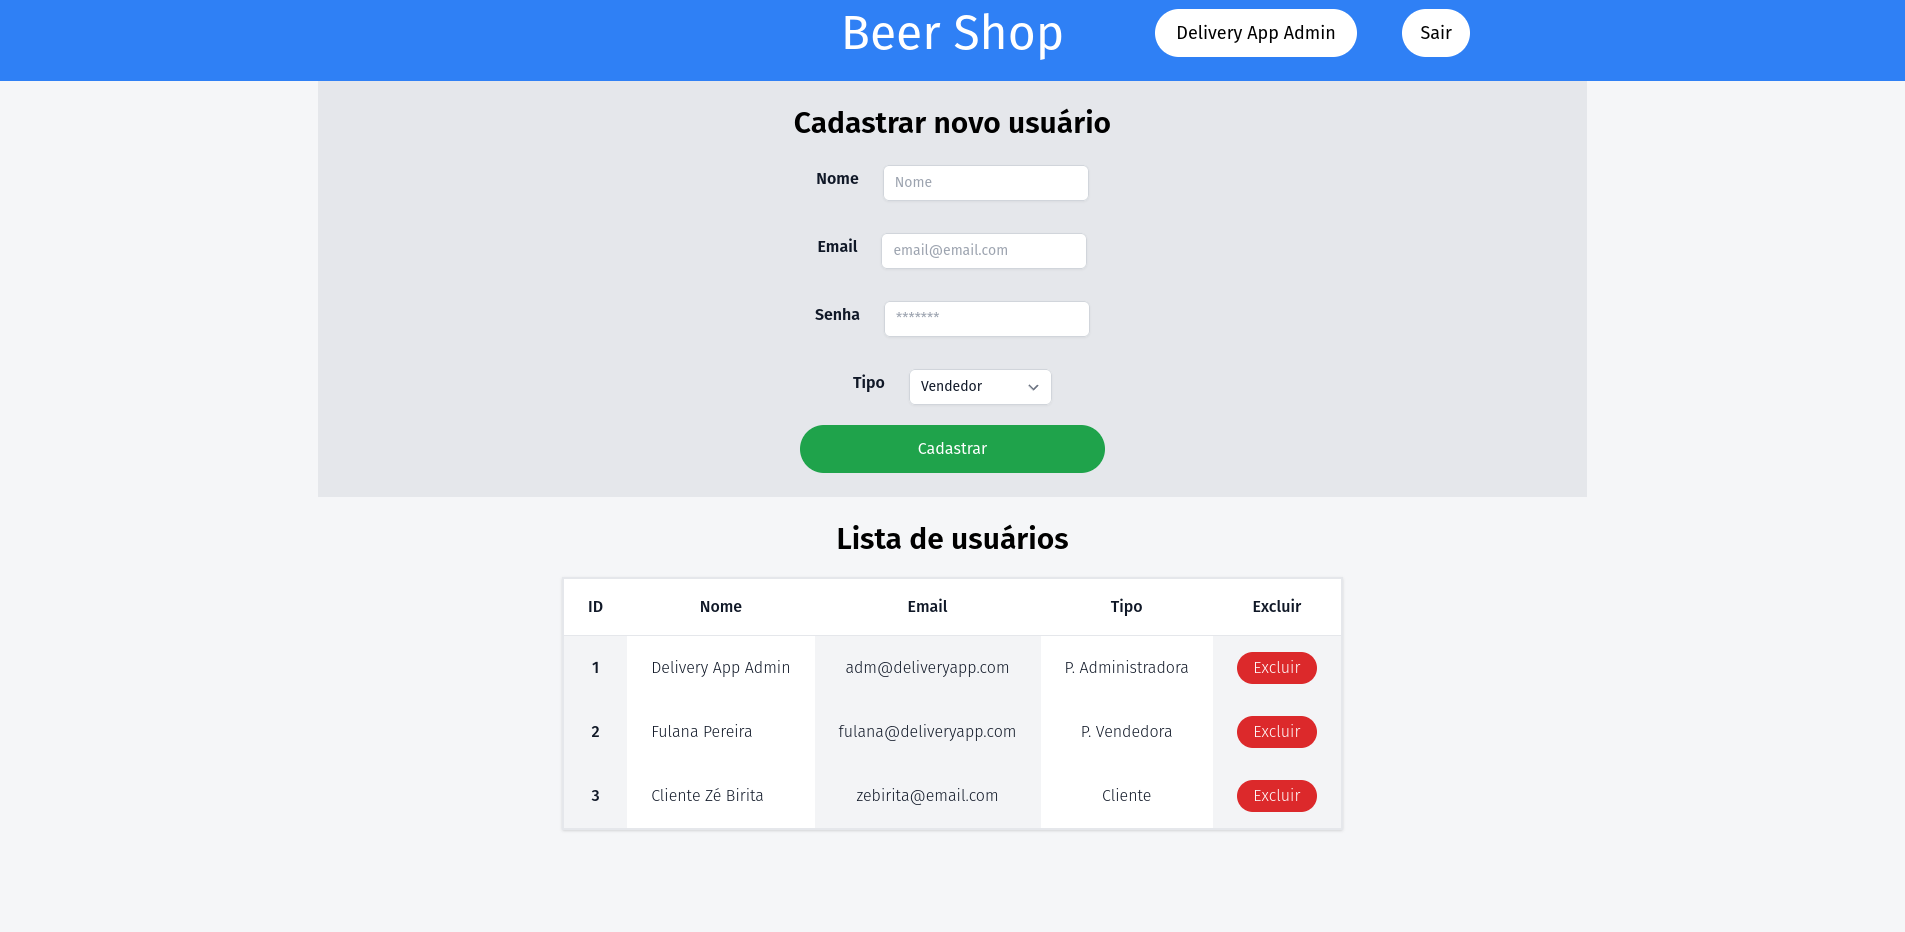 Beer Shop Delivery App Admin Sair
Cadastrar novo usuário
Nome Nome
Email email@email.com
Senha *******
Tipo Vendedor
Cadastrar
Lista de usuários
ID Nome Email Tipo Excluir
1 Delivery App Admin adm@deliveryapp.com P. Administradora Excluir
2 Fulana Pereira fulana@deliveryapp.com P. Vendedora Excluir
3 Cliente Zé Birita zebirita@email.com Cliente Excluir